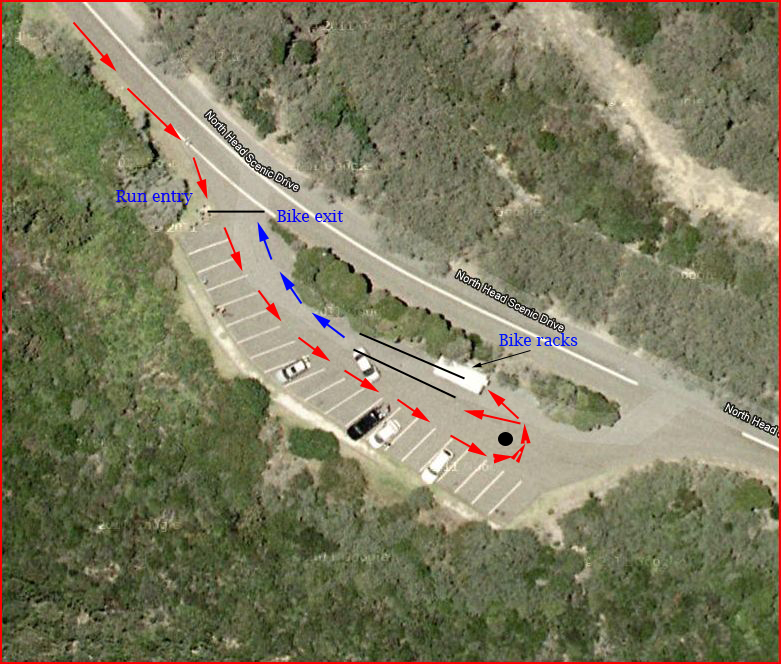 North Head Scenic Drive
Run entry
Bike exit
North Head Scenic Drive
Bike racks
North Head